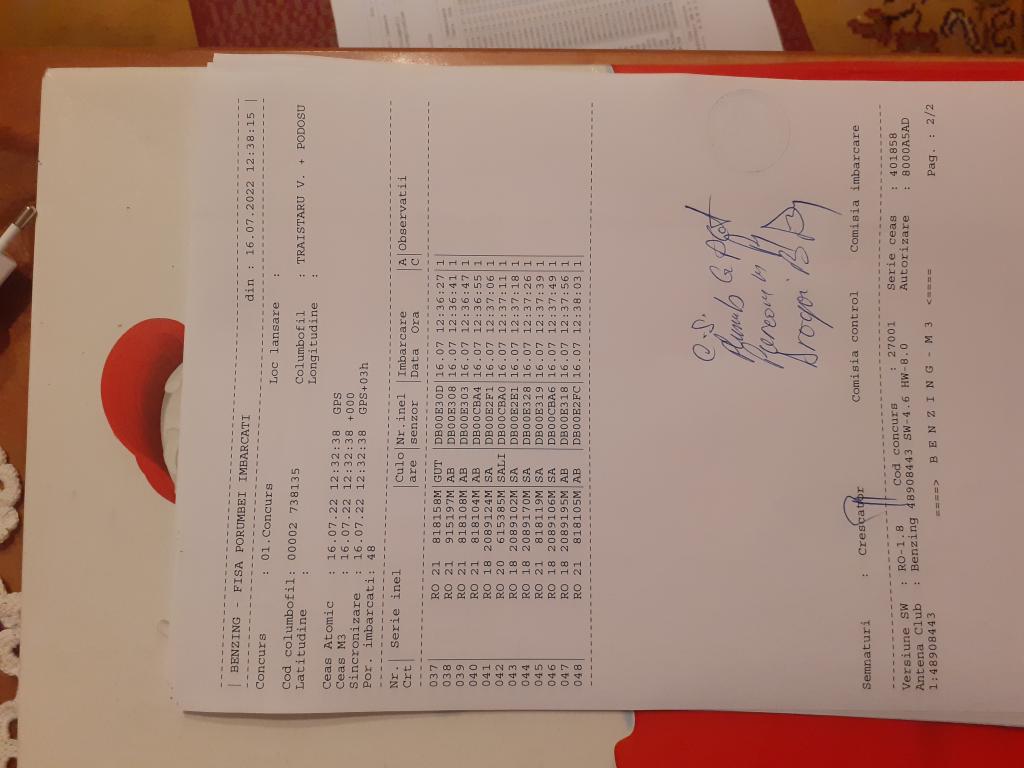 | BENZING - FISA PORUMBEI IMBARCATI din : 16.07.2022 12:38:15 |
Concurs : 01.Concurs Loc lansare :
Cod columbofil: 00002 738135 Columbofil : TRAISTARU V. + PODOSU
Latitudine : Longitudine :
Ceas Atomic : 16.07.22 12:32:38 GPS
Ceas M3 : 16.07.22 12:32:38 +000
Sincronizare : 16.07.22 12:32:38 GPS+03h
Por. imbarcati: 48
Nr.| Serie inel |Culo|Nr.inel |Imbarcare |A|Observatii
Crt| |are |senzor |Data Ora |C|
037| RO 21 818158M|GUT |DB00E30D|16.07 12:36:27|1|
038| RO 21 915197M|AB |DB00E308|16.07 12:36:41|1|
039| RO 21 818108M|AB |DB00E303|16.07 12:36:47|1|
040| RO 21 818104M|AB |DB00CBA4|16.07 12:36:55|1|
041| RO 18 2089124M|SA |DB00E2F1|16.07 12:37:06|1|
042| RO 20 615385M|SALI|DB00CBA0|16.07 12:37:11|1|
043| RO 18 2089102M|SA |DB00E2E1|16.07 12:37:18|1|
044| RO 18 2089170M|SA |DB00E328|16.07 12:37:26|1|
045| RO 21 818119M|SA |DB00E319|16.07 12:37:39|1|
046| RO 18 2089106M|SA |DB00CBA6|16.07 12:37:49|1|
047| RO 18 2089195M|AB |DB00E318|16.07 12:37:56|1|
048| RO 21 818105M|AB |DB00E2FC|16.07 12:38:03|1|
C.S.
Semnaturi : Crescator Comisia control Comisia imbarcare
Versiune SW : RO-1.8 Cod concurs : 27001 Serie ceas : 401858
Antena Club : Benzing 48908443 SW-4.6 HW-8.0 Autorizare : 8000A5AD
1:48908443 ====> B E N Z I N G - M 3 <==== Pag. : 2/2